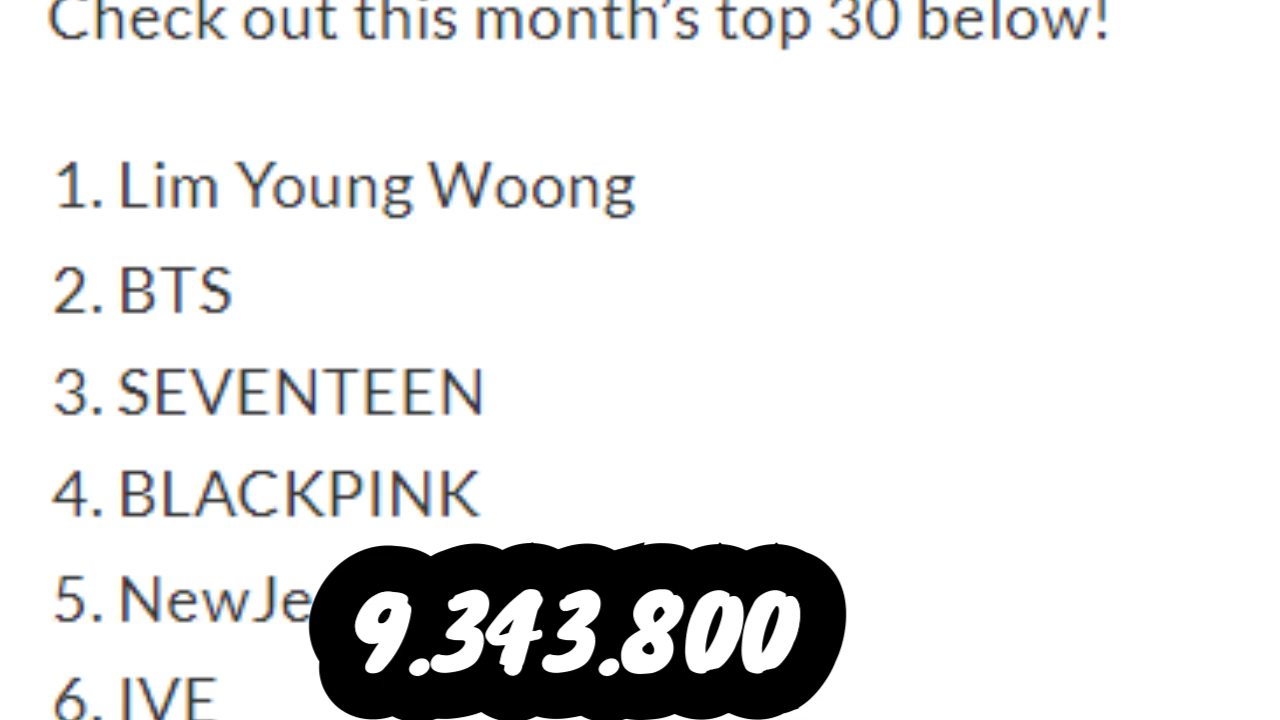 Check out this month's top 30 below!
1. Lim Young Woong
2. BTS
3. SEVENTEEN
4. BLACKPINK
5. NewJe
9.343.800
6. IVE